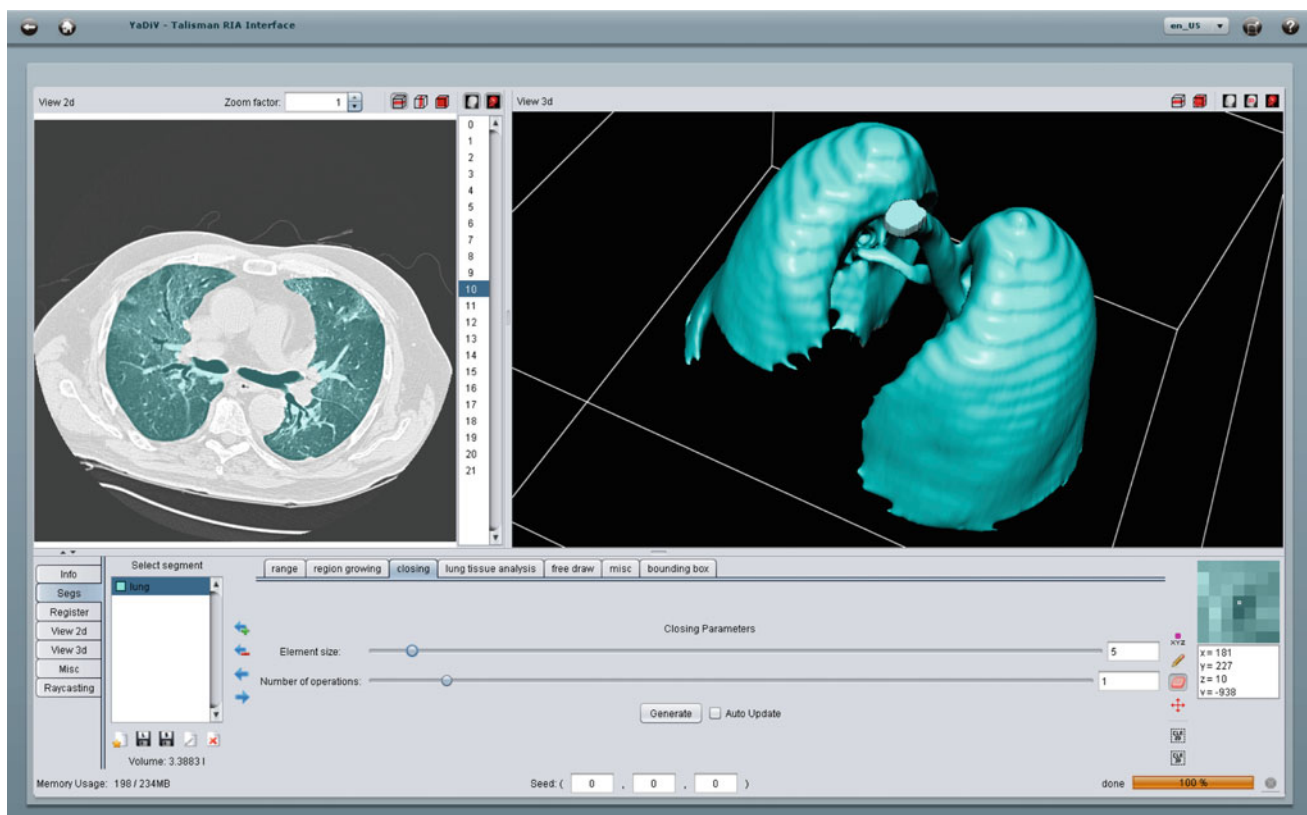 YaDiV - Talisman RIA Interface
en_US
View 2d
Zoom factor:
1
View 3d
0
1
2
3
4
5
6
7
8
9
10
11
12
13
14
15
16
17
18
19
20
21
Info
Segs
Register
View 2d
View 3d
Misc
Raycasting
Select segment
lung
Volume: 3.3883 l
range
region growing
closing
lung tissue analysis
free draw
misc
bounding box
Closing Parameters
Element size:
5
Number of operations:
1
Generate
Auto Update
XYZ
x = 181
y = 227
z = 10
v = -938
Memory Usage: 198 / 234MB
Seed: ( 0 , 0 , 0 )
done
100 %